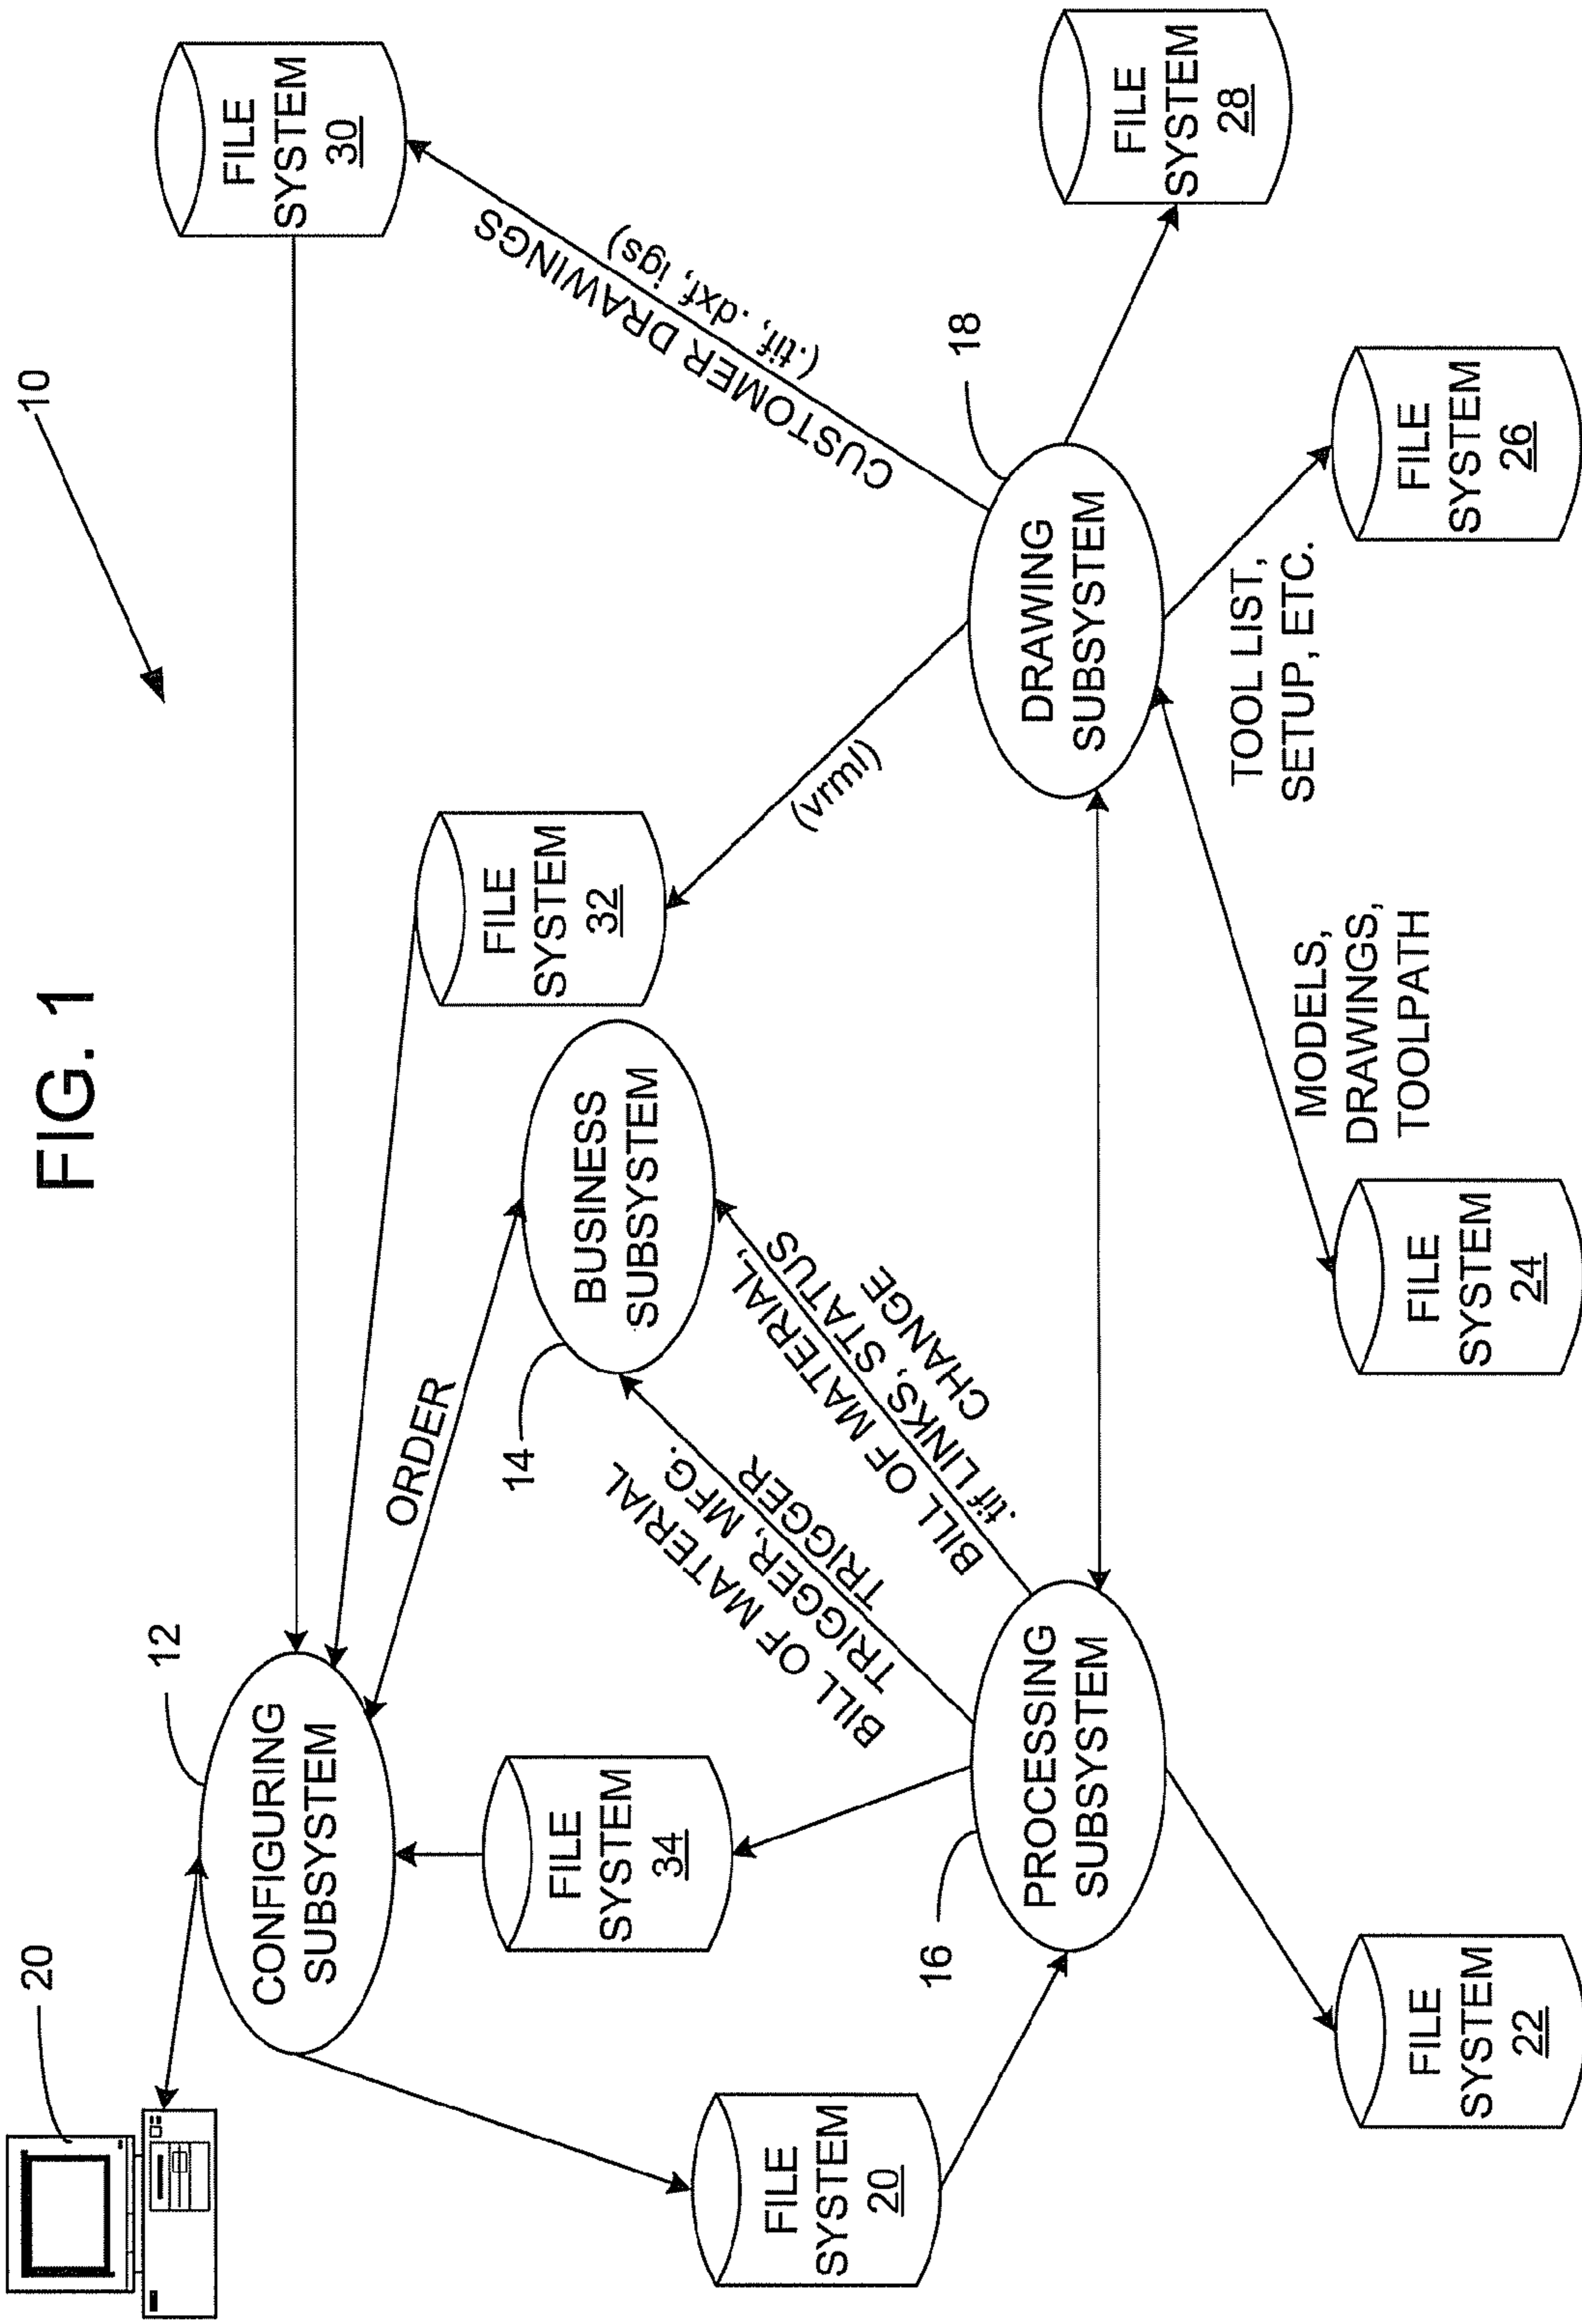 FIG. 1
10
20
12
CONFIGURING
SUBSYSTEM
FILE
SYSTEM
30
ORDER
FILE
SYSTEM
32
FILE
SYSTEM
34
14
BUSINESS
SUBSYSTEM
CUSTOMER DRAWINGS
(.tif, .dxf, igs)
(vrml)
FILE
SYSTEM
20
BILL OF MATERIAL
TRIGGER, MFG.
TRIGGER
BILL OF MATERIAL,
.tif LINKS, STATUS
CHANGE
16
PROCESSING
SUBSYSTEM
18
DRAWING
SUBSYSTEM
FILE
SYSTEM
28
FILE
SYSTEM
22
FILE
SYSTEM
24
MODELS,
DRAWINGS,
TOOLPATH
TOOL LIST,
SETUP, ETC.
FILE
SYSTEM
26